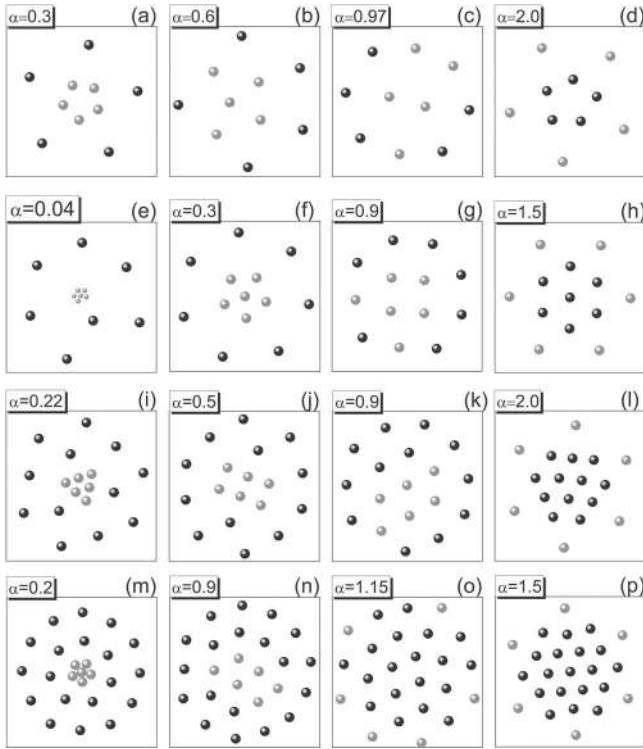 α=0.3 (a) α=0.6 (b) α=0.97 (c) α=2.0 (d)
α=0.04 (e) α=0.3 (f) α=0.9 (g) α=1.5 (h)
α=0.22 (i) α=0.5 (j) α=0.9 (k) α=2.0 (l)
α=0.2 (m) α=0.9 (n) α=1.15 (o) α=1.5 (p)